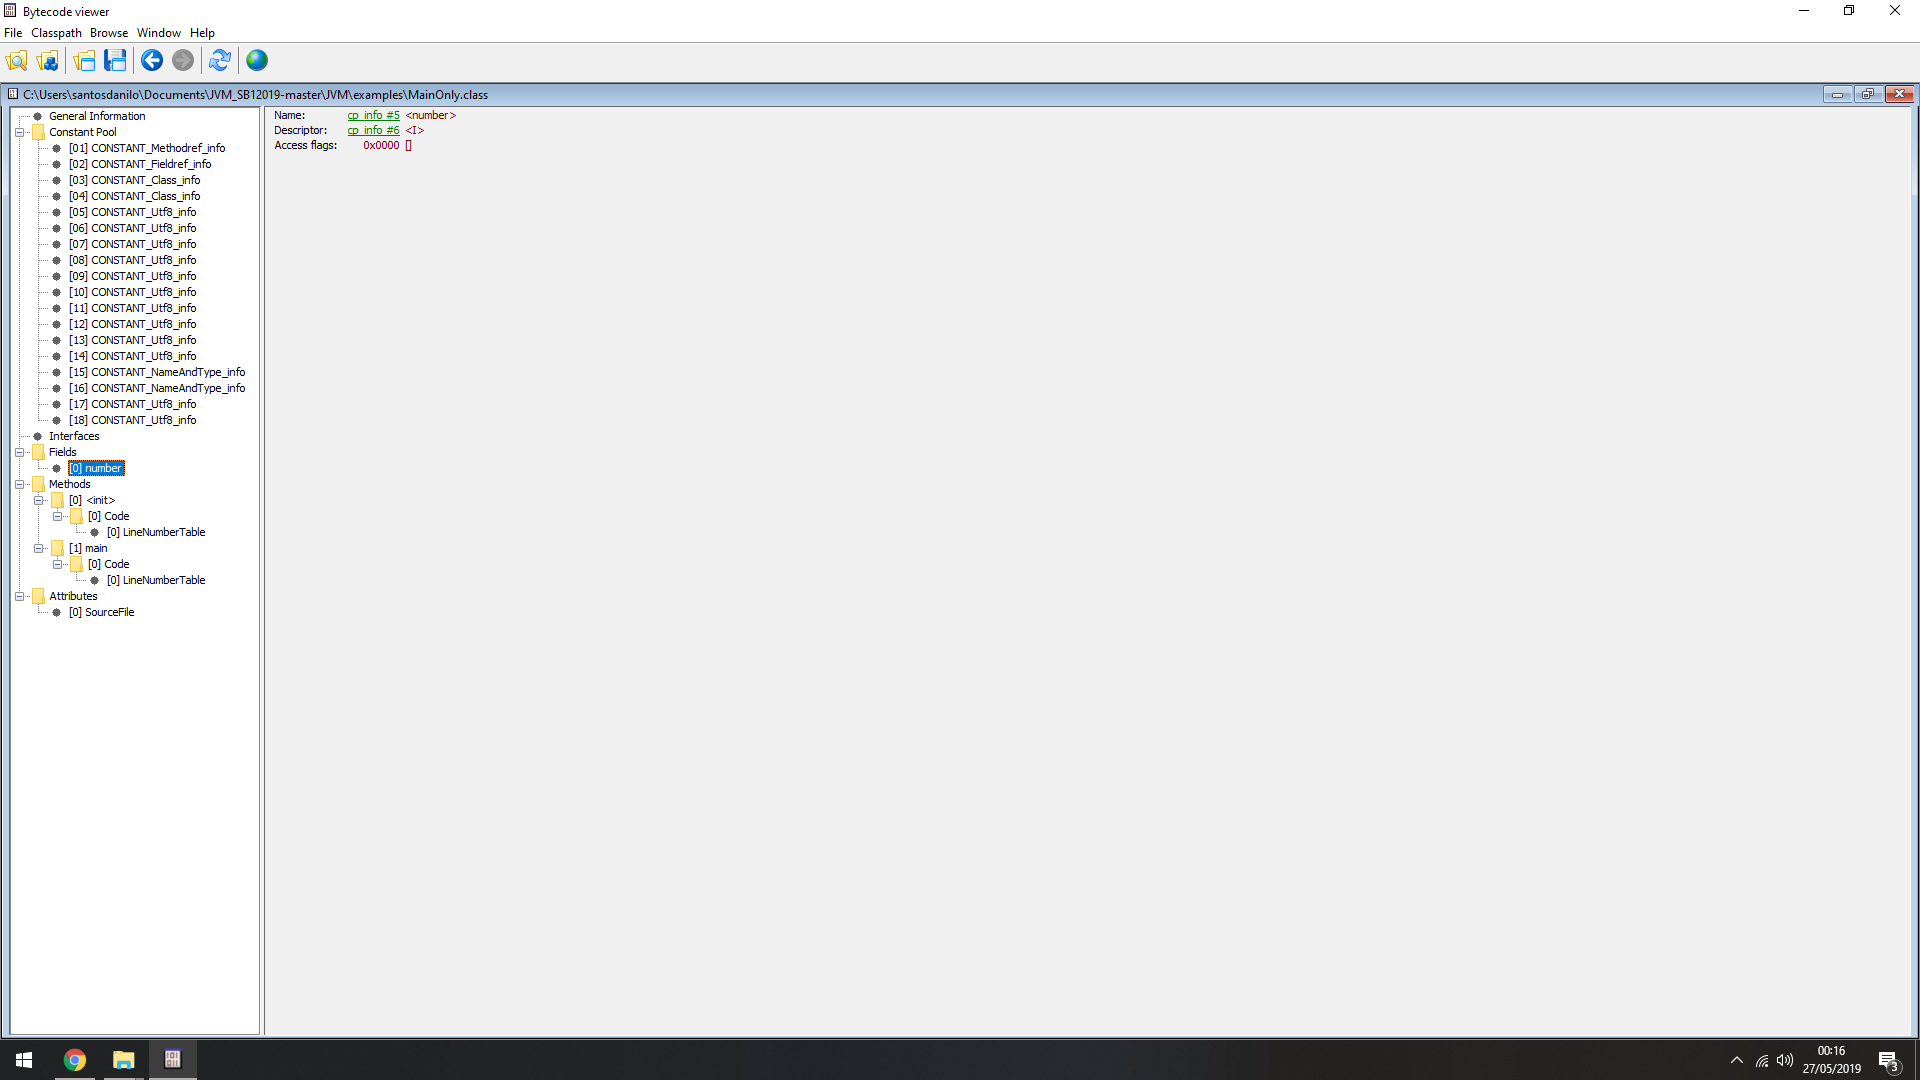 Bytecode viewer
File Classpath Browse Window Help
C:\Users\santosdanilo\Documents\JVM_SB12019-master\JVM\examples\MainOnly.class
General Information
Constant Pool
[01] CONSTANT_Methodref_info
[02] CONSTANT_Fieldref_info
[03] CONSTANT_Class_info
[04] CONSTANT_Class_info
[05] CONSTANT_Utf8_info
[06] CONSTANT_Utf8_info
[07] CONSTANT_Utf8_info
[08] CONSTANT_Utf8_info
[09] CONSTANT_Utf8_info
[10] CONSTANT_Utf8_info
[11] CONSTANT_Utf8_info
[12] CONSTANT_Utf8_info
[13] CONSTANT_Utf8_info
[14] CONSTANT_Utf8_info
[15] CONSTANT_NameAndType_info
[16] CONSTANT_NameAndType_info
[17] CONSTANT_Utf8_info
[18] CONSTANT_Utf8_info
Interfaces
Fields
[0] number
Methods
[0] <init>
[0] Code
[0] LineNumberTable
[1] main
[0] Code
[0] LineNumberTable
Attributes
[0] SourceFile
Name: cp_info #5 <number>
Descriptor: cp_info #6 <I>
Access flags: 0x0000 []
00:16
27/05/2019
3